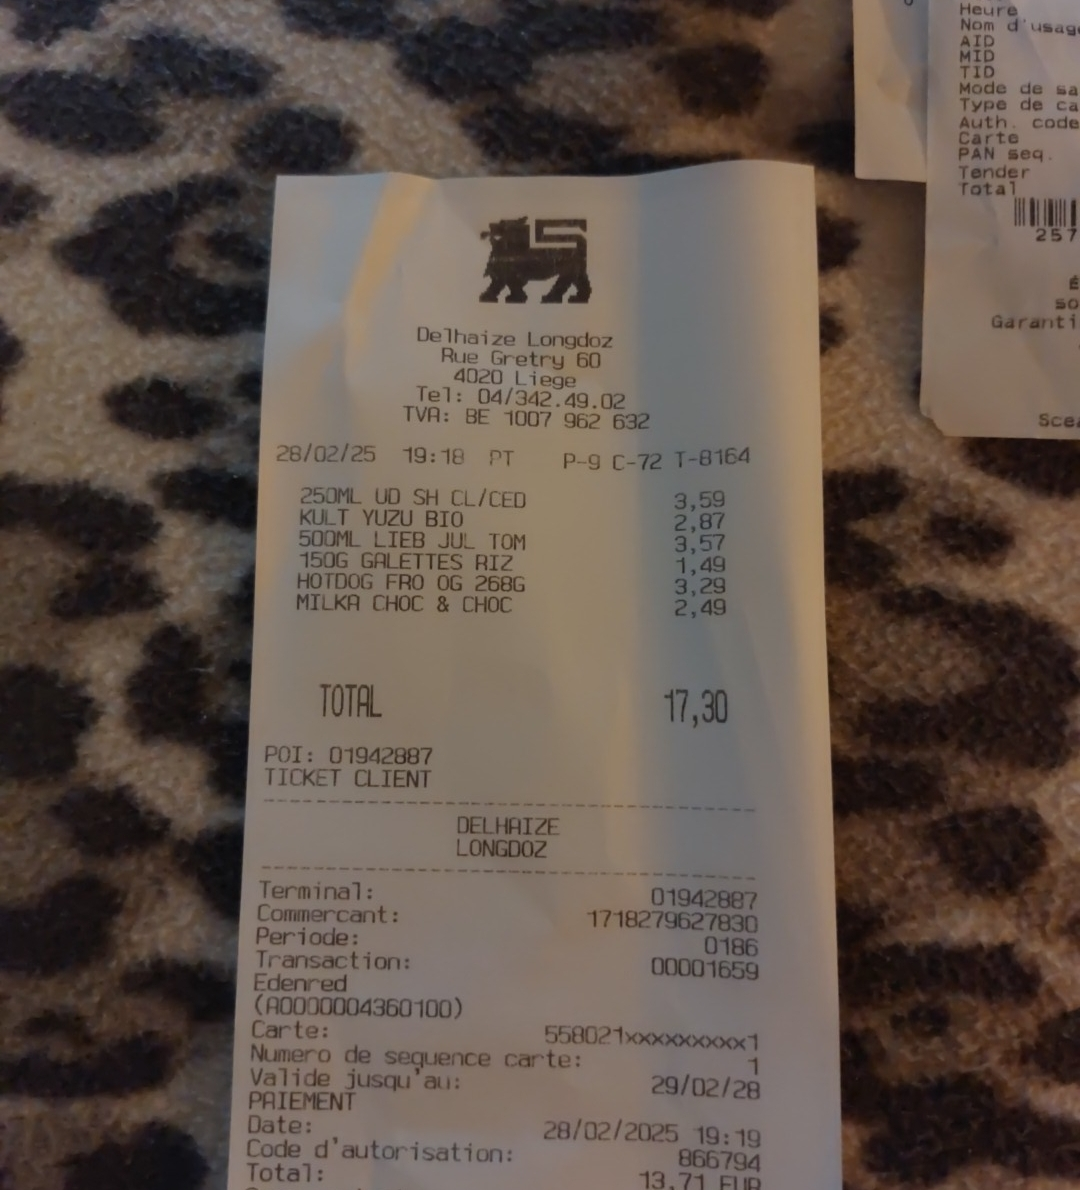 Heure
Nom d'usag
AID
MID
TID
Mode de sa
Type de ca
Auth. code
Carte
PAN seq.
Tender
Total
257
É
so
Garanti
Delhaize Longdoz
Rue Gretry 60
4020 Liege
Tel: 04/342.49.02
TVA: BE 1007 962 632
28/02/25 19:18 PT P-9 C-72 T-8164
250ML UD SH CL/CED 3,59
KULT YUZU BIO 2,87
500ML LIEB JUL TOM 3,57
150G GALETTES RIZ 1,49
HOTDOG FRO OG 268G 3,29
MILKA CHOC & CHOC 2,49
TOTAL 17,30
POI: 01942887
TICKET CLIENT
DELHAIZE
LONGDOZ
Terminal: 01942887
Commercant: 1718279627830
Periode: 0186
Transaction: 00001659
Edenred
(A0000004360100)
Carte: 558021xxxxxxxxxx1
Numero de sequence carte: 1
Valide jusqu'au: 29/02/28
PAIEMENT
Date: 28/02/2025 19:19
Code d'autorisation: 866794
Total: 13,71 EUR